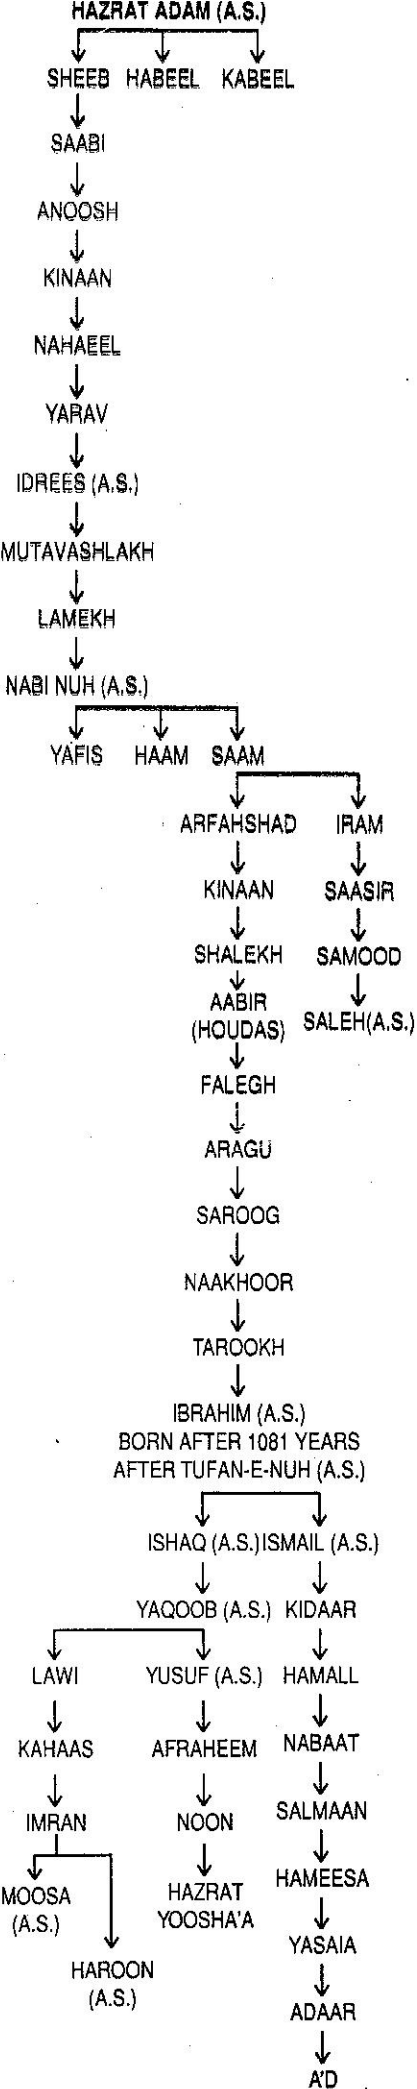 HAZRAT ADAM (A.S.)
SHEEB HABEEL KABEEL
SAABI
ANOOSH
KINAAN
NAHAEEL
YARAV
IDREES (A.S.)
MUTAVASHLAKH
LAMEKH
NABI NUH (A.S.)
YAFIS HAAM SAAM
ARFAHSHAD IRAM
KINAAN SAASIR
SHALEKH SAMOOD
AABIR
(HOUDAS) SALEH(A.S.)
FALEGH
ARAGU
SAROOG
NAAKHOOR
TAROOKH
IBRAHIM (A.S.)
BORN AFTER 1081 YEARS
AFTER TUFAN-E-NUH (A.S.)
ISHAQ (A.S.) ISMAIL (A.S.)
YAQOOB (A.S.) KIDAAR
LAWI YUSUF (A.S.) HAMALL
KAHAAS AFRAHEEM NABAAT
IMRAN NOON SALMAAN
MOOSA
(A.S.)
HAZRAT
YOOSHA'A
HAMEESA
HAROON
(A.S.)
YASAIA
ADAAR
A'D